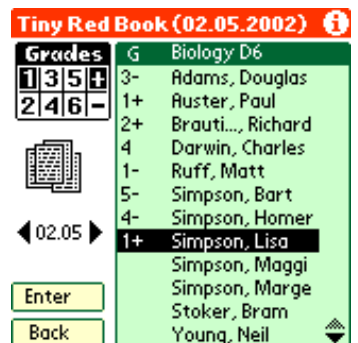 Tiny Red Book (02.05.2002) i
Grades
1 3 5 +
2 4 6 -
02.05
Enter
Back
G Biology D6
3- Adams, Douglas
1+ Auster, Paul
2+ Brauti..., Richard
4 Darwin, Charles
1- Ruff, Matt
5- Simpson, Bart
4- Simpson, Homer
1+ Simpson, Lisa
Simpson, Maggi
Simpson, Marge
Stoker, Bram
Young, Neil